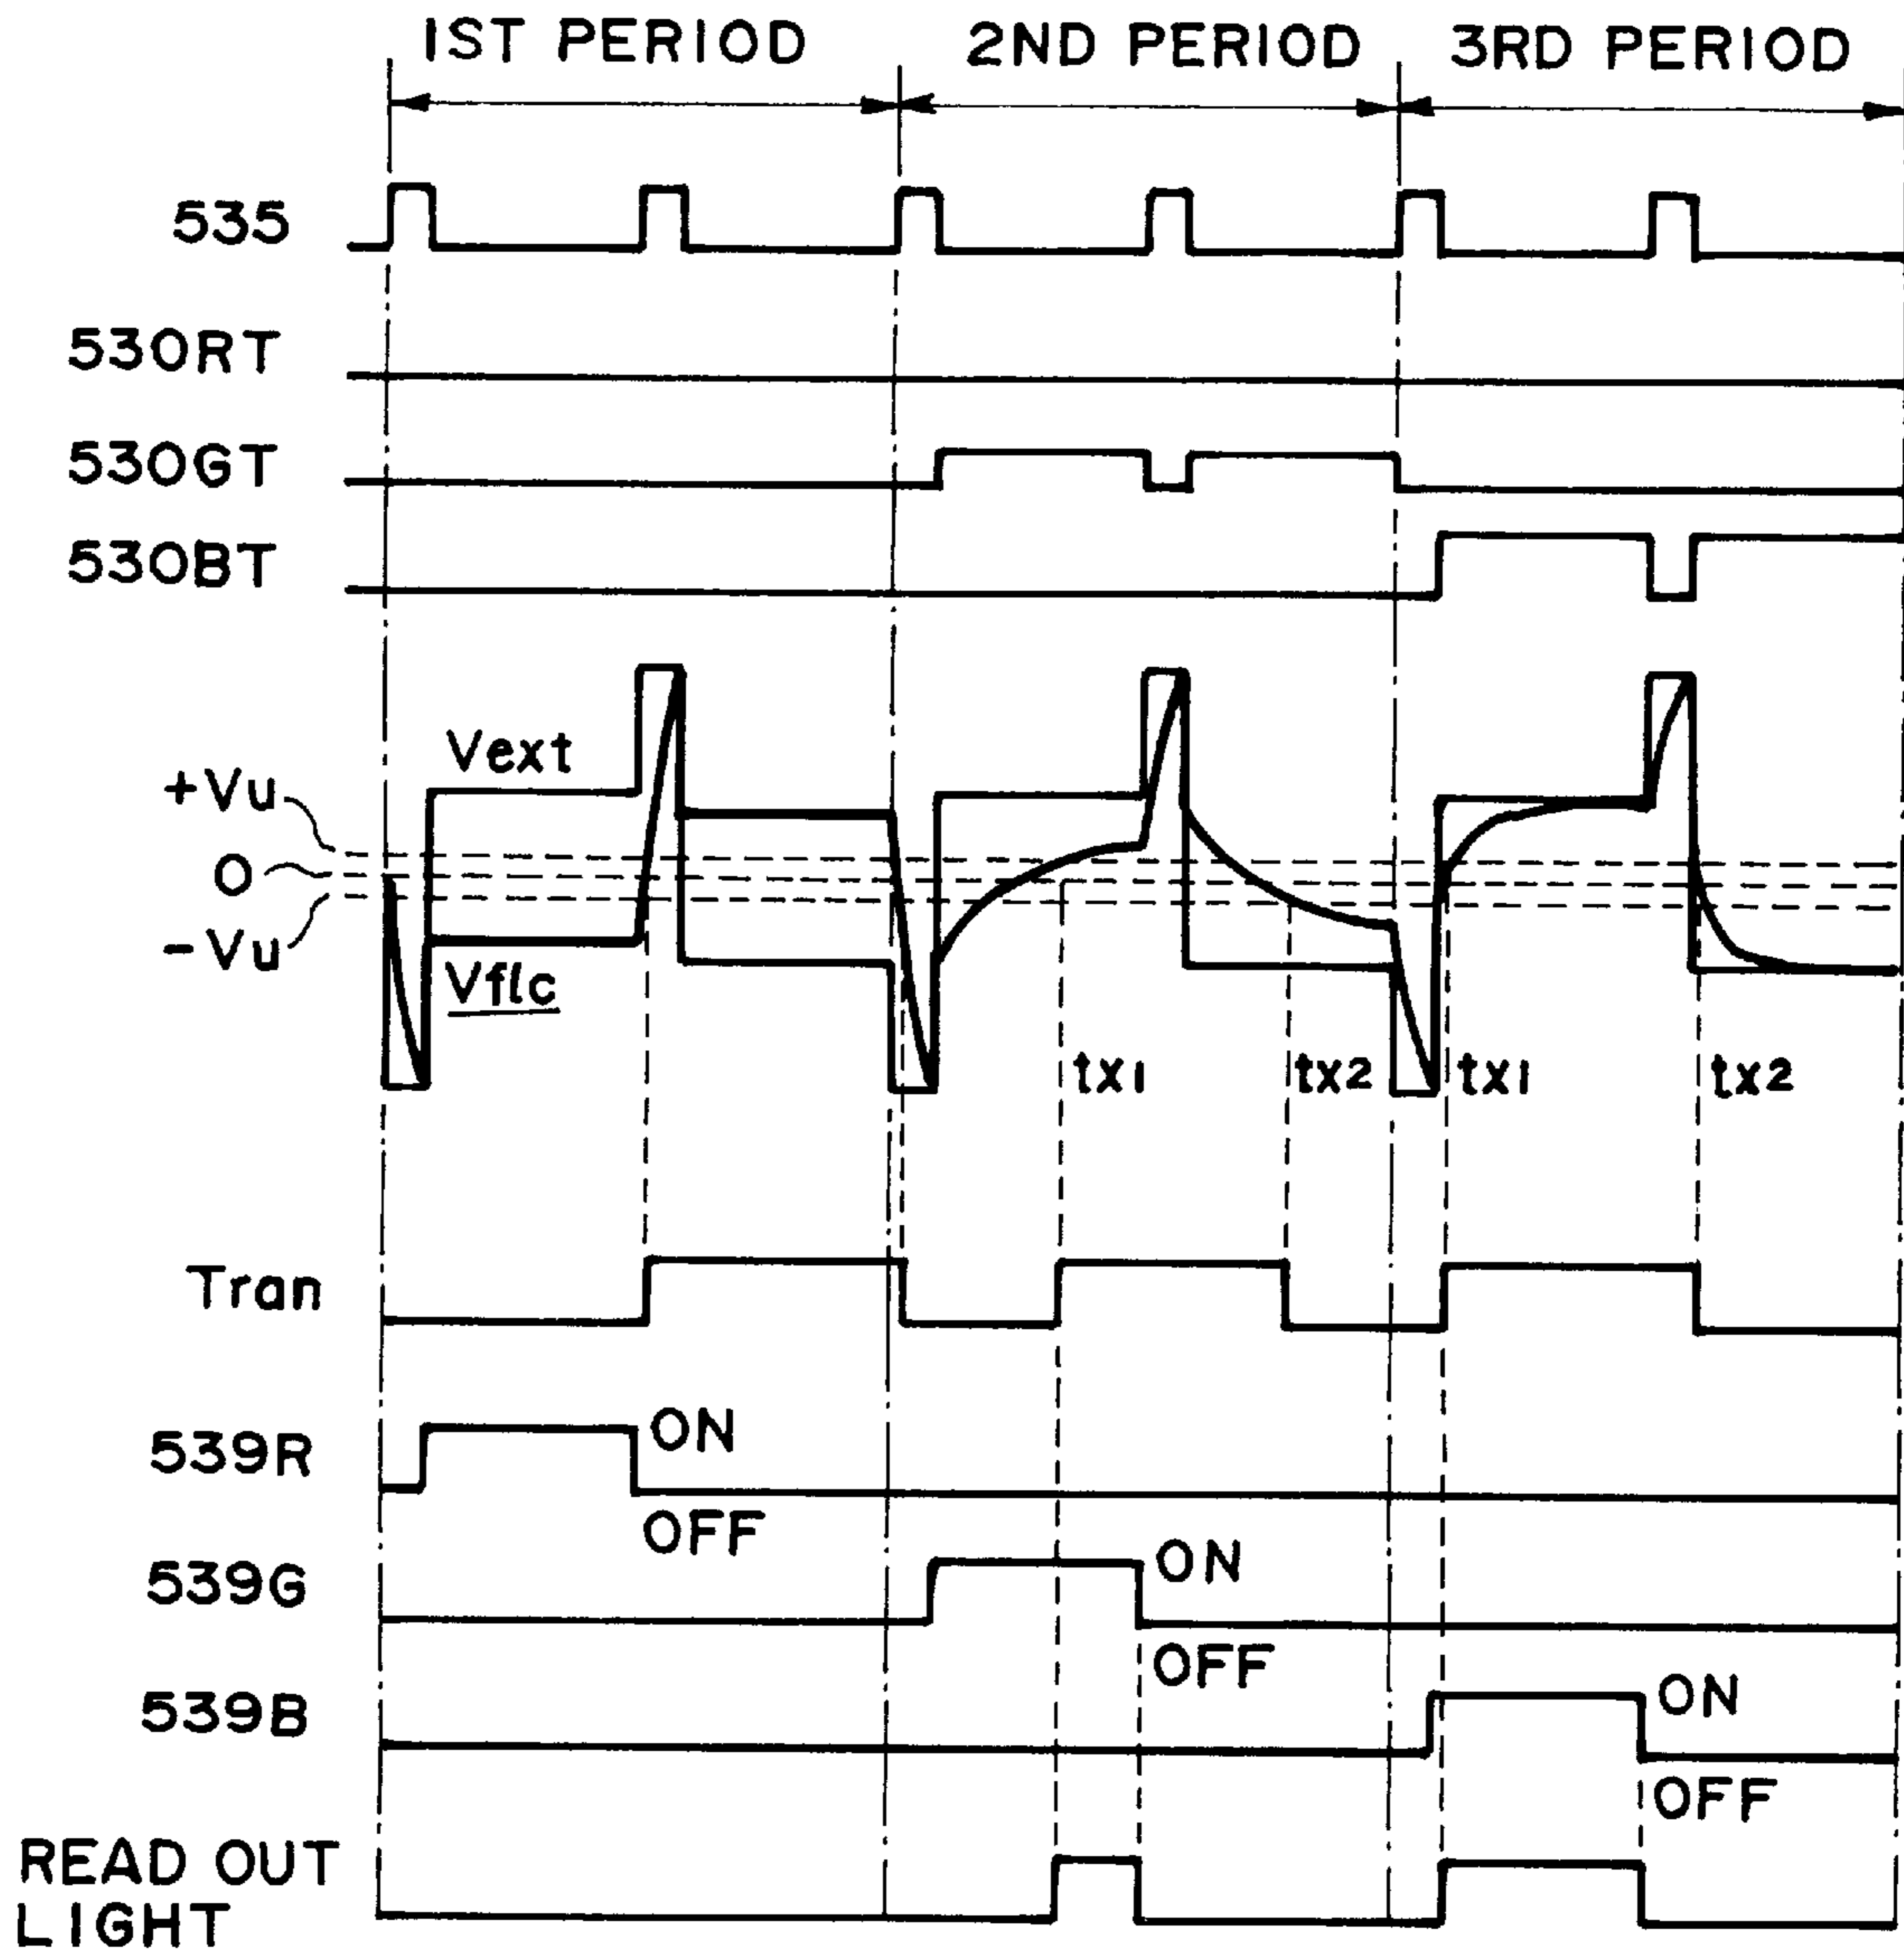 1ST PERIOD 2ND PERIOD 3RD PERIOD
535
530RT
530GT
530BT
Vext
+Vu
0
-Vu
Vflc
tx1 tx2 tx1 tx2
Tran
539R ON
OFF
539G ON
OFF
539B ON
OFF
READ OUT
LIGHT